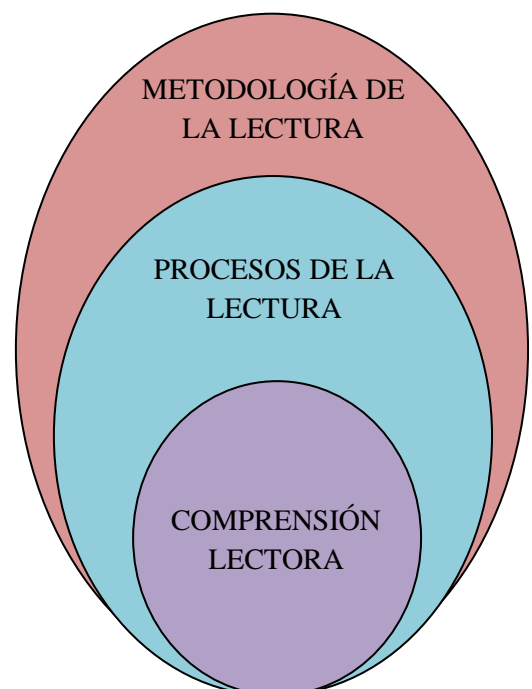 METODOLOGÍA DE
LA LECTURA
PROCESOS DE LA
LECTURA
COMPRENSIÓN
LECTORA